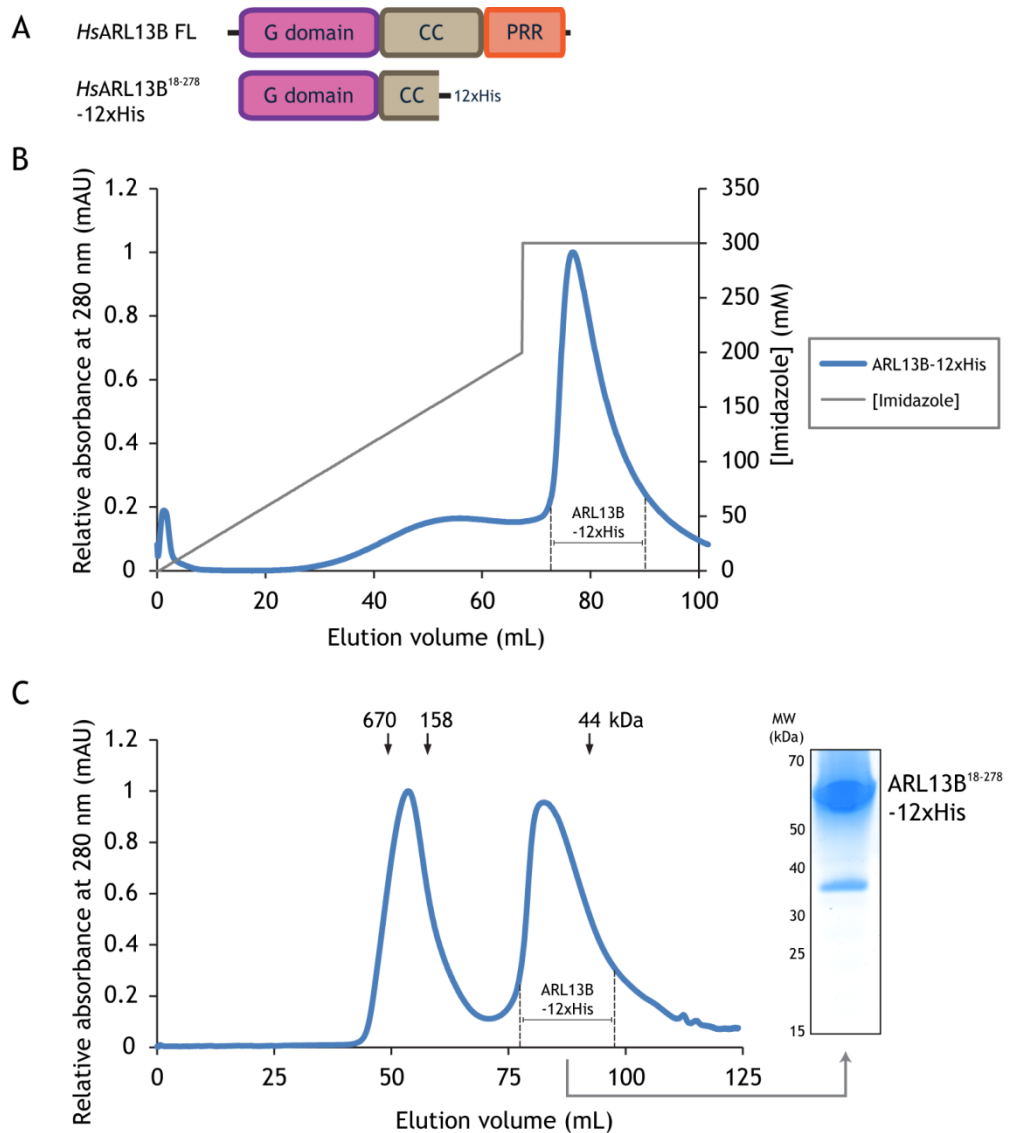 A
HsARL13B FL
G domain
CC
PRR
HsARL13B18-278
-12xHis
G domain
CC
12xHis
B
Relative absorbance at 280 nm (mAU)
1.2
1
0.8
0.6
0.4
0.2
0
350
300
250
200
150
100
50
0
[Imidazole] (mW)
ARL13B
-12xHis
0
20
40
60
80
100
Elution volume (mL)
ARL13B-12xHis
[Imidazole]
C
Relative absorbance at 280 nm (mAU)
670
158
44 kDa
1.2
1
0.8
0.6
0.4
0.2
0
ARL13B
-12xHis
0
25
50
75
100
125
Elution volume (mL)
MW
(kDa)
70
50
40
30
25
15
ARL13B18-278
-12xHis